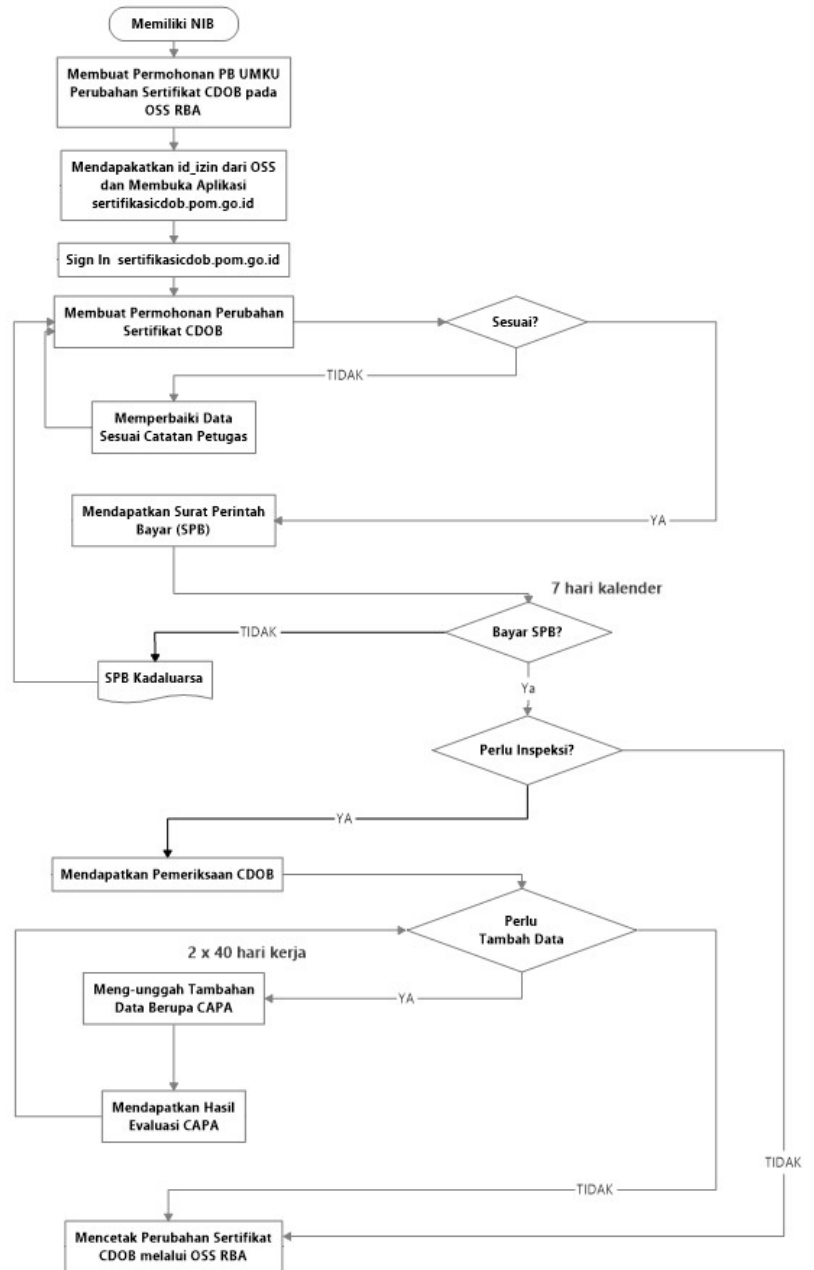 Memiliki NIB
Membuat Permohonan PB UMKU
Perubahan Sertifikat CDOB pada
OSS RBA
Mendapakatkan id_izin dari OSS
dan Membuka Aplikasi
sertifikasicdob.pom.go.id
Sign In sertifikasicdob.pom.go.id
Membuat Permohonan Perubahan
Sertifikat CDOB
Sesuai?
TIDAK
Memperbaiki Data
Sesuai Catatan Petugas
Mendapatkan Surat Perintah
Bayar (SPB)
YA
7 hari kalender
Bayar SPB?
TIDAK
SPB Kadaluarsa
Ya
Perlu Inspeksi?
YA
Mendapatkan Pemeriksaan CDOB
Perlu
Tambah Data
2 x 40 hari kerja
Meng-unggah Tambahan
Data Berupa CAPA
YA
Mendapatkan Hasil
Evaluasi CAPA
TIDAK
TIDAK
Mencetak Perubahan Sertifikat
CDOB melalui OSS RBA